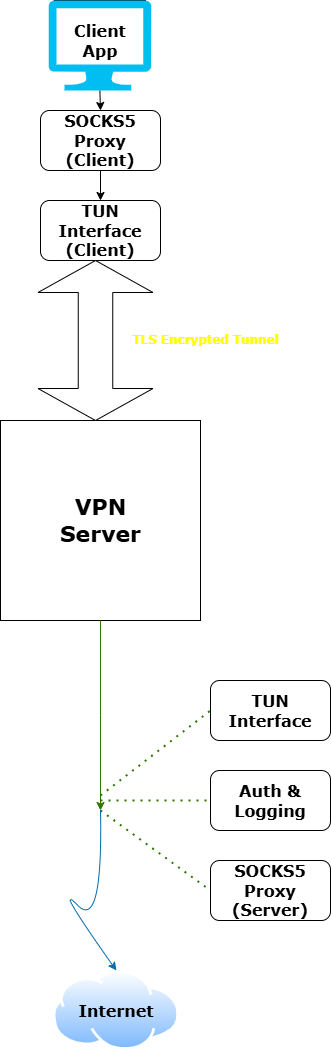 Client
App
SOCKS5
Proxy
(Client)
TUN
Interface
(Client)
TLS Encrypted Tunnel
VPN
Server
TUN
Interface
Auth &
Logging
SOCKS5
Proxy
(Server)
Internet